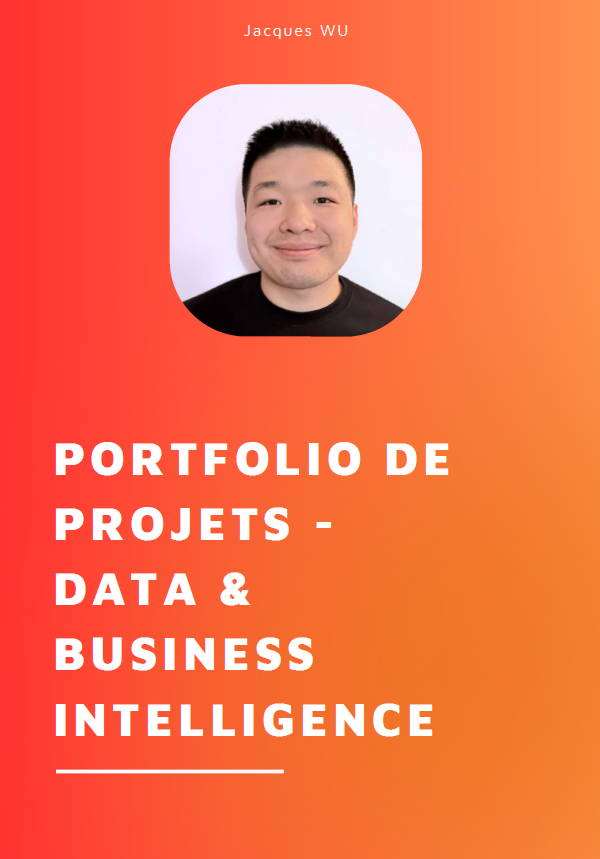 Jacques WU
PORTFOLIO DE
PROJETS -
DATA &
BUSINESS
INTELLIGENCE